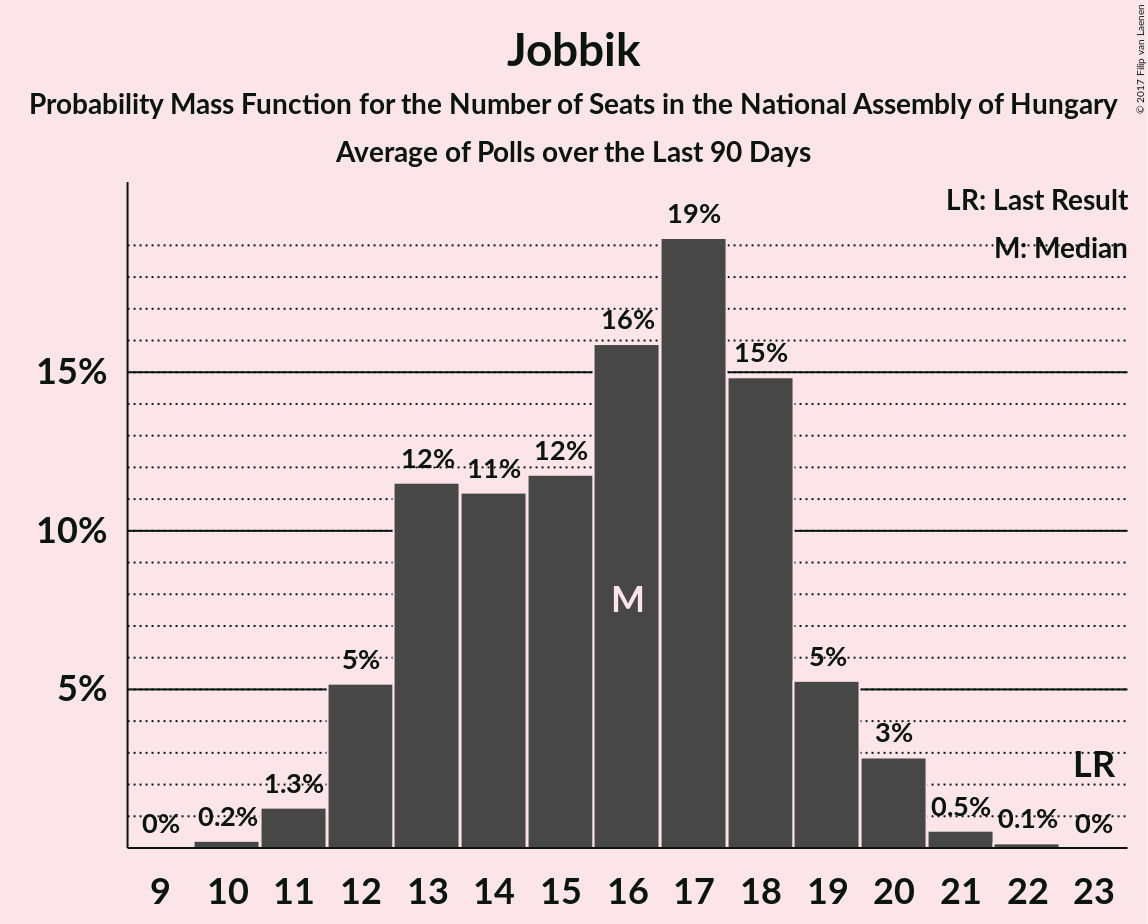 Jobbik
Probability Mass Function for the Number of Seats in the National Assembly of Hungary
Average of Polls over the Last 90 Days
© 2017 Filip van Laenen
LR: Last Result
M: Median
19%
16%
15%
15%
12%
11%
12%
10%
M
5%
5%
5%
3%
LR
1.3%
0%
0.2%
0.5%
0.1%
0%
9 10 11 12 13 14 15 16 17 18 19 20 21 22 23